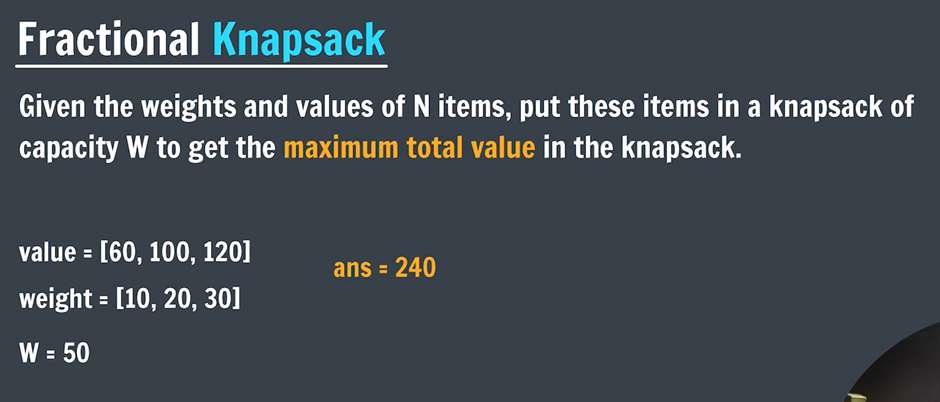 Fractional Knapsack
Given the weights and values of N items, put these items in a knapsack of
capacity W to get the maximum total value in the knapsack.
value = [60, 100, 120]
ans = 240
weight = [10, 20, 30]
W = 50